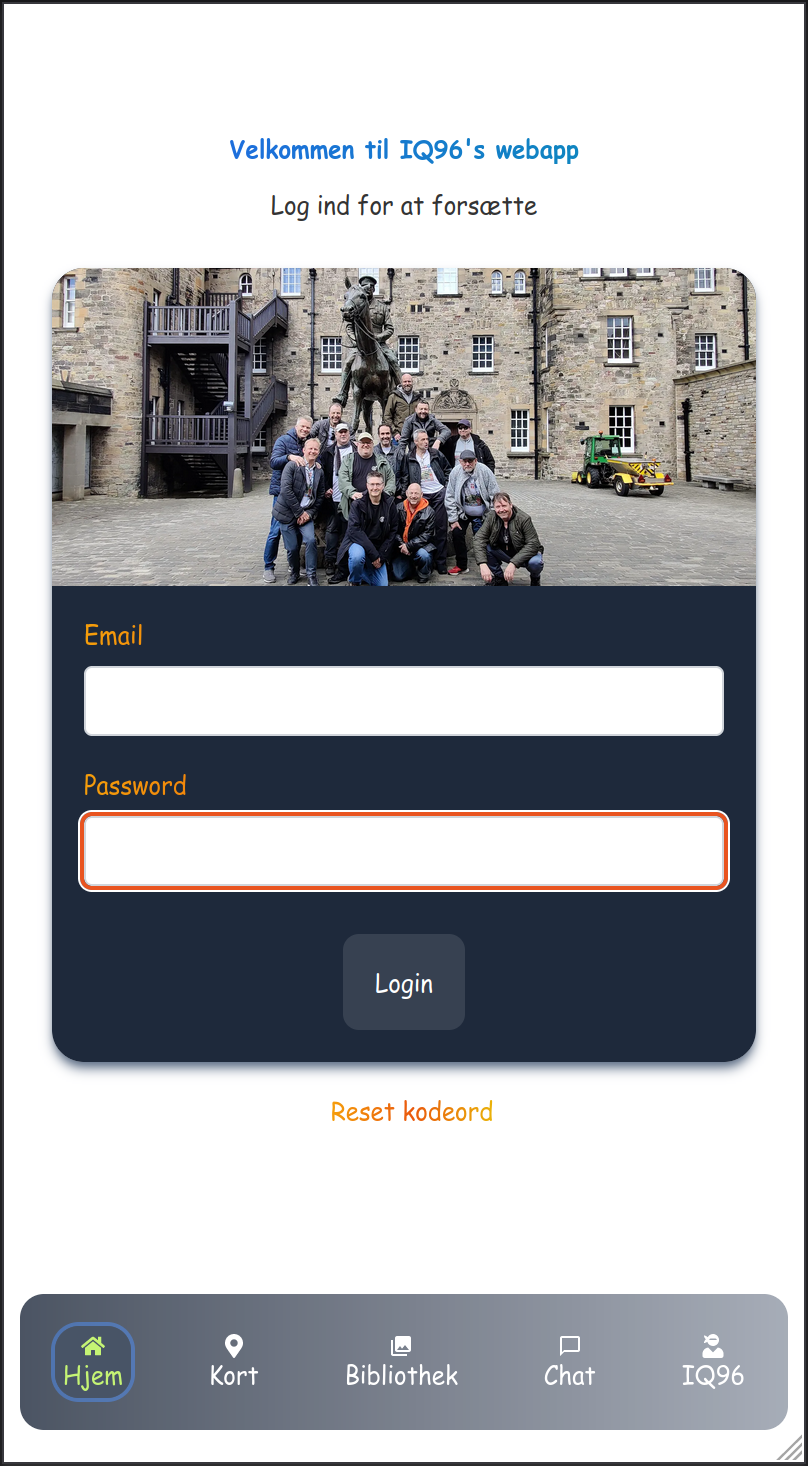 Velkommen til IQ96's webapp
Log ind for at forsætte
Email
Password
Login
Reset kodeord
Hjem Kort Bibliothek Chat IQ96